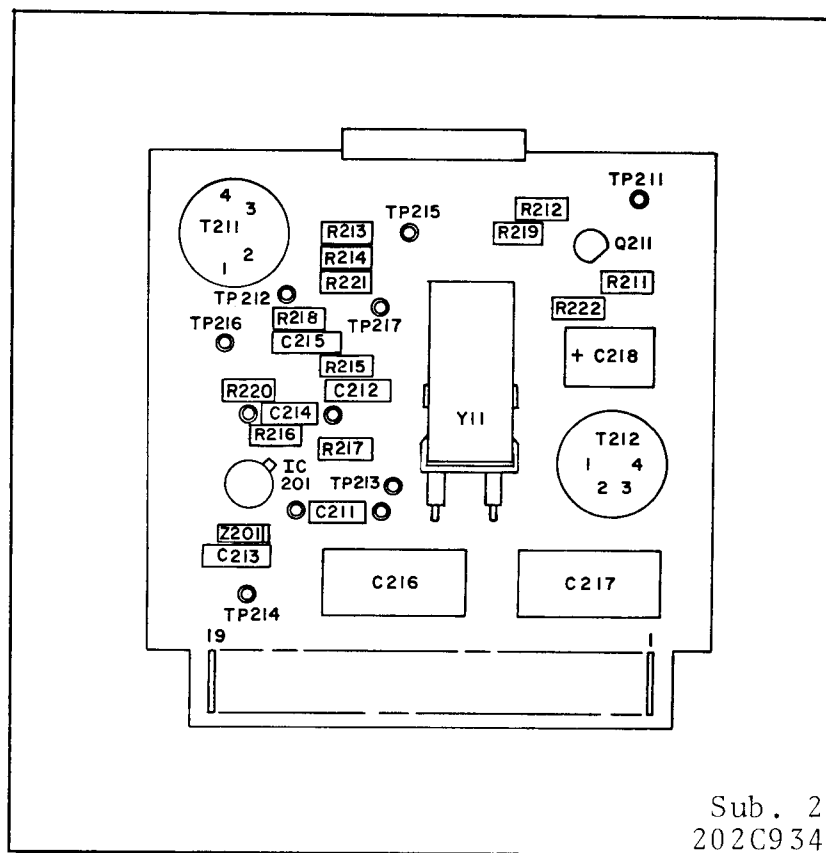 TP211
4
3
T211
2
1
TP215
R212
R213
R219
Q211
R214
R221
R211
TP212
R222
R218
TP217
TP216
C215
+ C218
R215
R220
C212
C214
Y11
R216
T212
R217
1 4
2 3
IC
201
TP213
C211
Z201
C213
C216
C217
TP214
19
1
Sub. 2
202C934